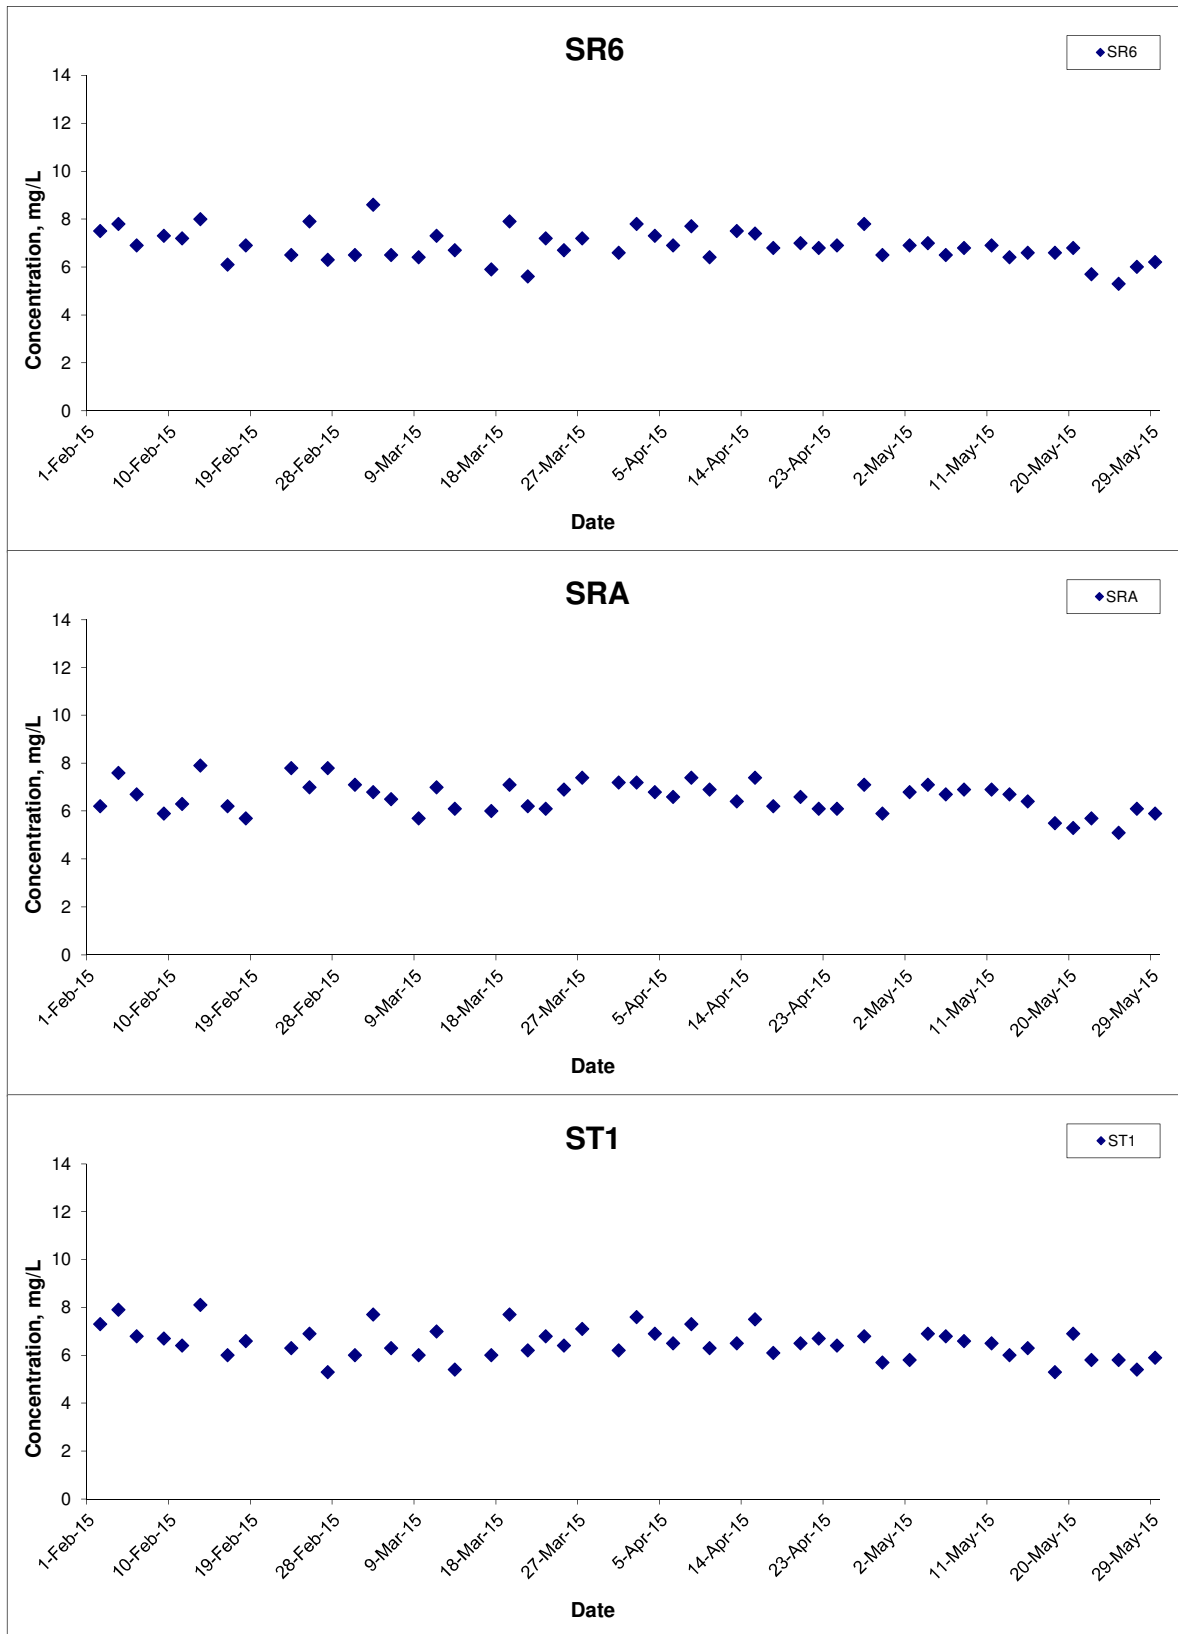 SR6
SR6
14
12
10
8
6
4
2
0
Concentration, mg/L
1-Feb-15 10-Feb-15 19-Feb-15 28-Feb-15 9-Mar-15 18-Mar-15 27-Mar-15 5-Apr-15 14-Apr-15 23-Apr-15 2-May-15 11-May-15 20-May-15 29-May-15
Date
SRA
SRA
14
12
10
8
6
4
2
0
Concentration, mg/L
1-Feb-15 10-Feb-15 19-Feb-15 28-Feb-15 9-Mar-15 18-Mar-15 27-Mar-15 5-Apr-15 14-Apr-15 23-Apr-15 2-May-15 11-May-15 20-May-15 29-May-15
Date
ST1
ST1
14
12
10
8
6
4
2
0
Concentration, mg/L
1-Feb-15 10-Feb-15 19-Feb-15 28-Feb-15 9-Mar-15 18-Mar-15 27-Mar-15 5-Apr-15 14-Apr-15 23-Apr-15 2-May-15 11-May-15 20-May-15 29-May-15
Date